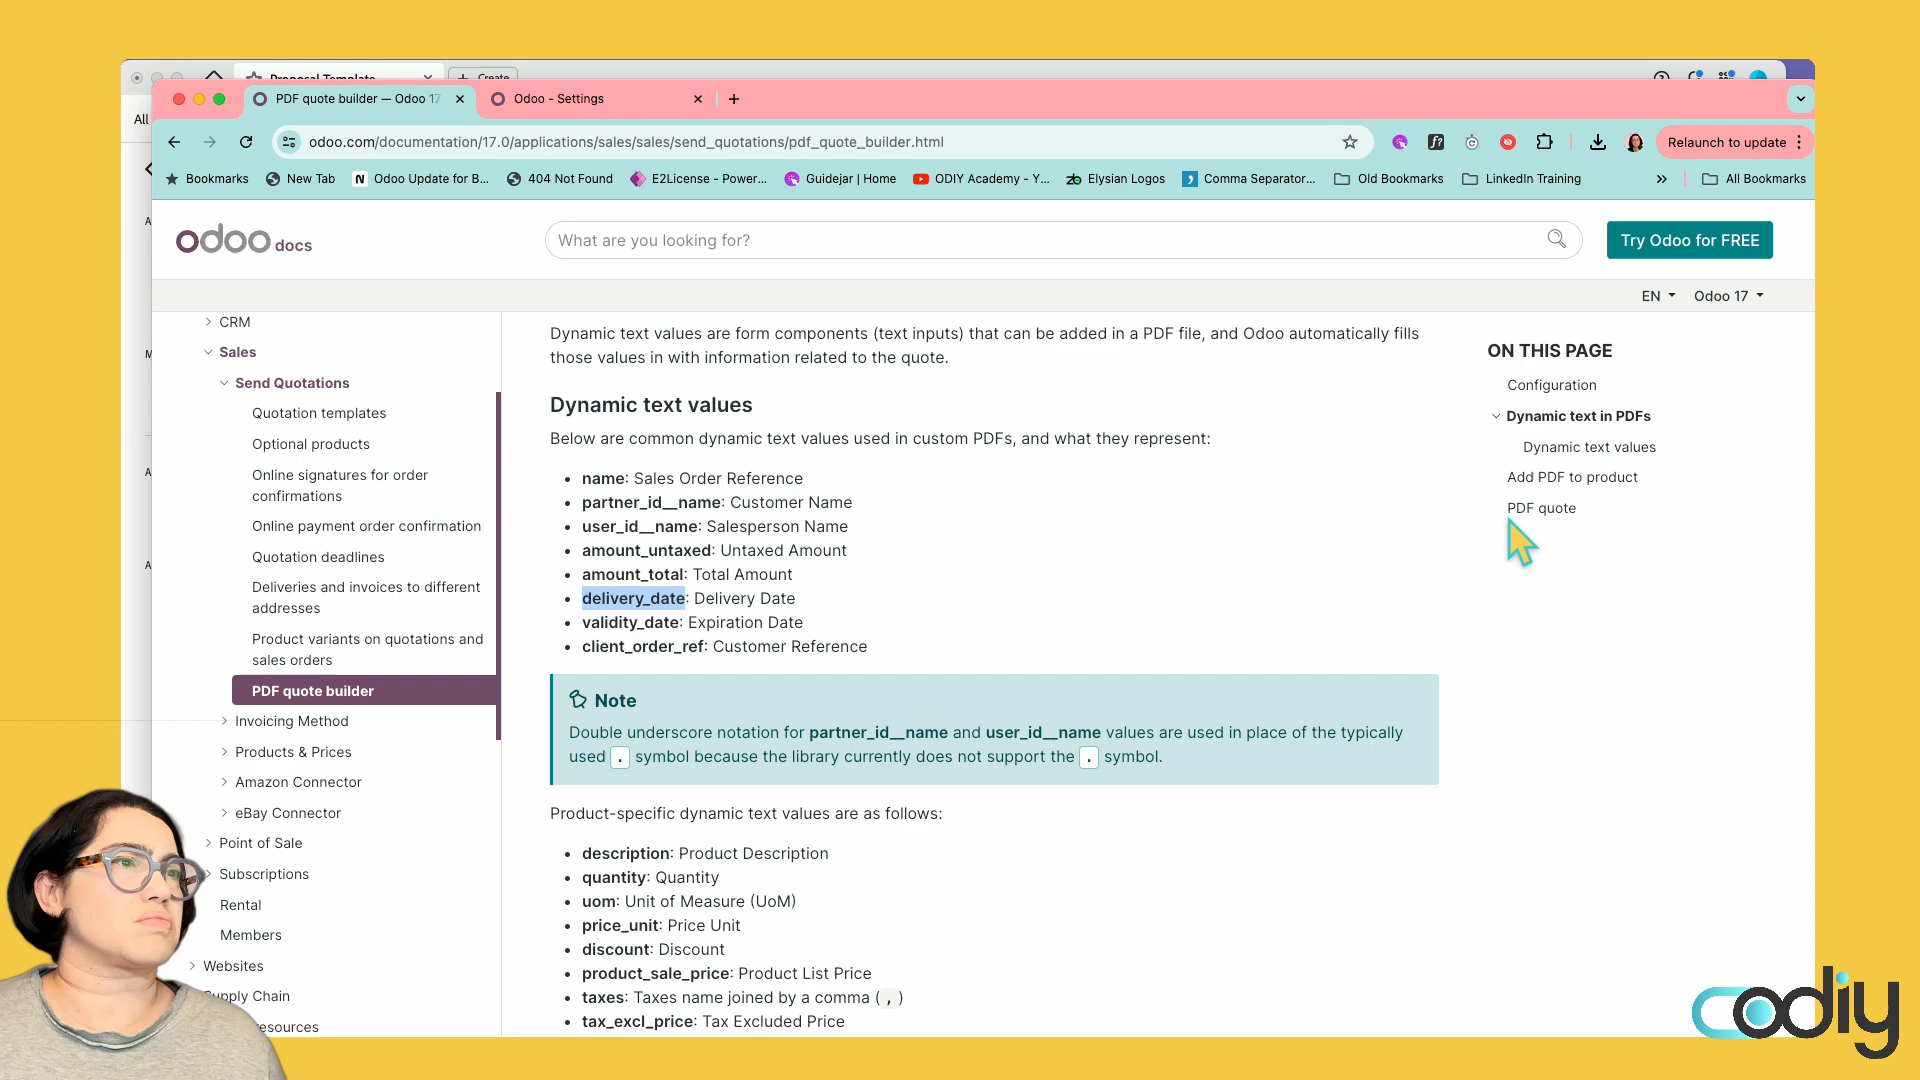 Proposal Template
Create
All
PDF quote builder — Odoo 17
Odoo - Settings
odoo.com/documentation/17.0/applications/sales/sales/send_quotations/pdf_quote_builder.html
Relaunch to update
Bookmarks
New Tab
Odoo Update for B...
404 Not Found
E2License - Power...
Guidejar | Home
ODIY Academy - Y...
Elysian Logos
Comma Separator...
Old Bookmarks
LinkedIn Training
All Bookmarks
odoo docs
What are you looking for?
Try Odoo for FREE
EN
Odoo 17
CRM
Sales
Send Quotations
Quotation templates
Optional products
Online signatures for order
confirmations
Online payment order confirmation
Quotation deadlines
Deliveries and invoices to different
addresses
Product variants on quotations and
sales orders
PDF quote builder
Invoicing Method
Products & Prices
Amazon Connector
eBay Connector
Point of Sale
Subscriptions
Rental
Members
Websites
upply Chain
esources
Dynamic text values are form components (text inputs) that can be added in a PDF file, and Odoo automatically fills
those values in with information related to the quote.
Dynamic text values
Below are common dynamic text values used in custom PDFs, and what they represent:
• name: Sales Order Reference
• partner_id__name: Customer Name
• user_id__name: Salesperson Name
• amount_untaxed: Untaxed Amount
• amount_total: Total Amount
• delivery_date: Delivery Date
• validity_date: Expiration Date
• client_order_ref: Customer Reference
Note
Double underscore notation for partner_id__name and user_id__name values are used in place of the typically
used . symbol because the library currently does not support the . symbol.
Product-specific dynamic text values are as follows:
• description: Product Description
• quantity: Quantity
• uom: Unit of Measure (UoM)
• price_unit: Price Unit
• discount: Discount
• product_sale_price: Product List Price
• taxes: Taxes name joined by a comma ( , )
• tax_excl_price: Tax Excluded Price
ON THIS PAGE
Configuration
Dynamic text in PDFs
Dynamic text values
Add PDF to product
PDF quote
codiy